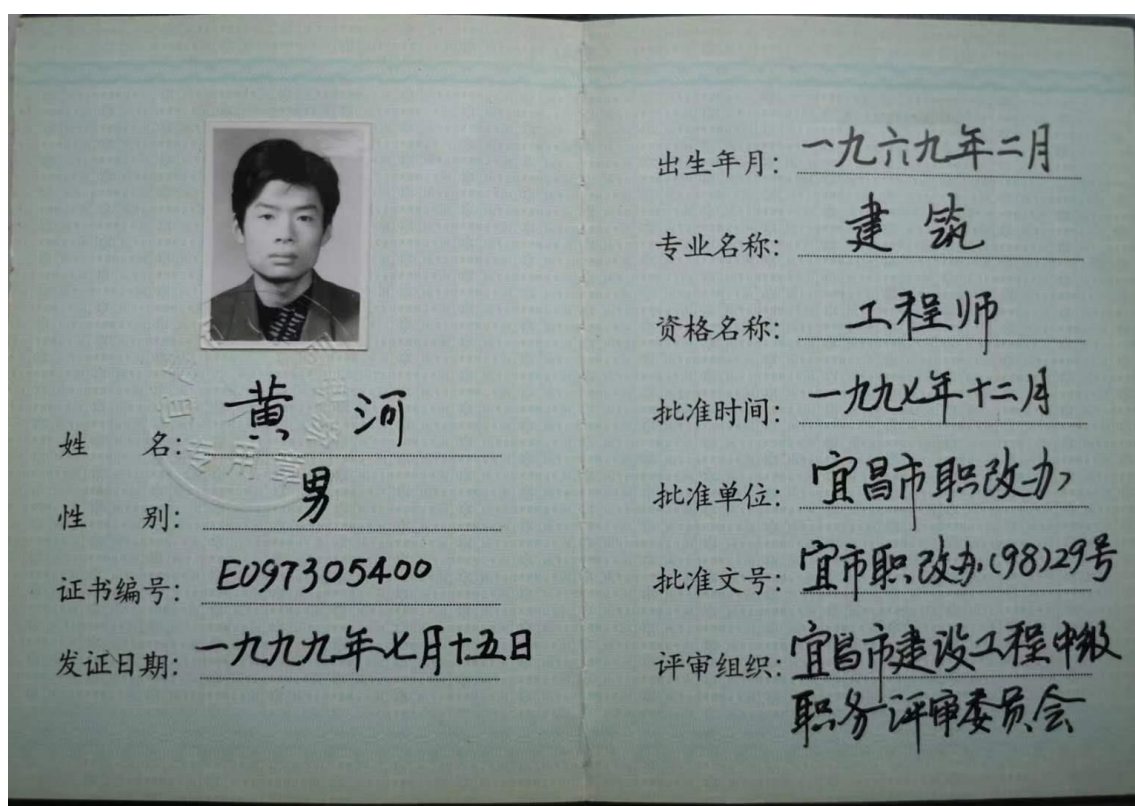 姓 名: 黄河
性 别: 男
证书编号: E097305400
发证日期: 一九九九年七月十五日
专用章
出生年月: 一九六九年二月
专业名称: 建筑
资格名称: 工程师
批准时间: 一九九七年十二月
批准单位: 宜昌市职改办
批准文号: 宜市职改办(98)29号
评审组织: 宜昌市建设工程中级
职务评审委员会